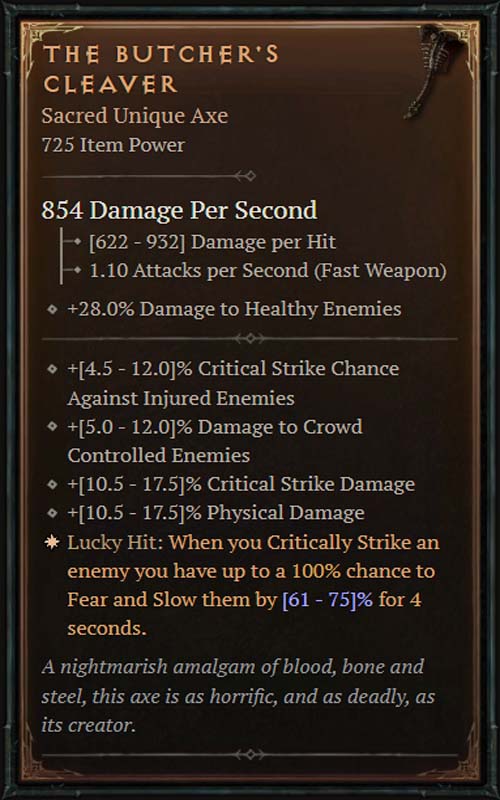 THE BUTCHER'S
CLEAVER
Sacred Unique Axe
725 Item Power
854 Damage Per Second
[622 - 932] Damage per Hit
1.10 Attacks per Second (Fast Weapon)
+28.0% Damage to Healthy Enemies
+[4.5 - 12.0]% Critical Strike Chance
Against Injured Enemies
+[5.0 - 12.0]% Damage to Crowd
Controlled Enemies
+[10.5 - 17.5]% Critical Strike Damage
+[10.5 - 17.5]% Physical Damage
Lucky Hit: When you Critically Strike an
enemy you have up to a 100% chance to
Fear and Slow them by [61 - 75]% for 4
seconds.
A nightmarish amalgam of blood, bone and
steel, this axe is as horrific, and as deadly, as
its creator.